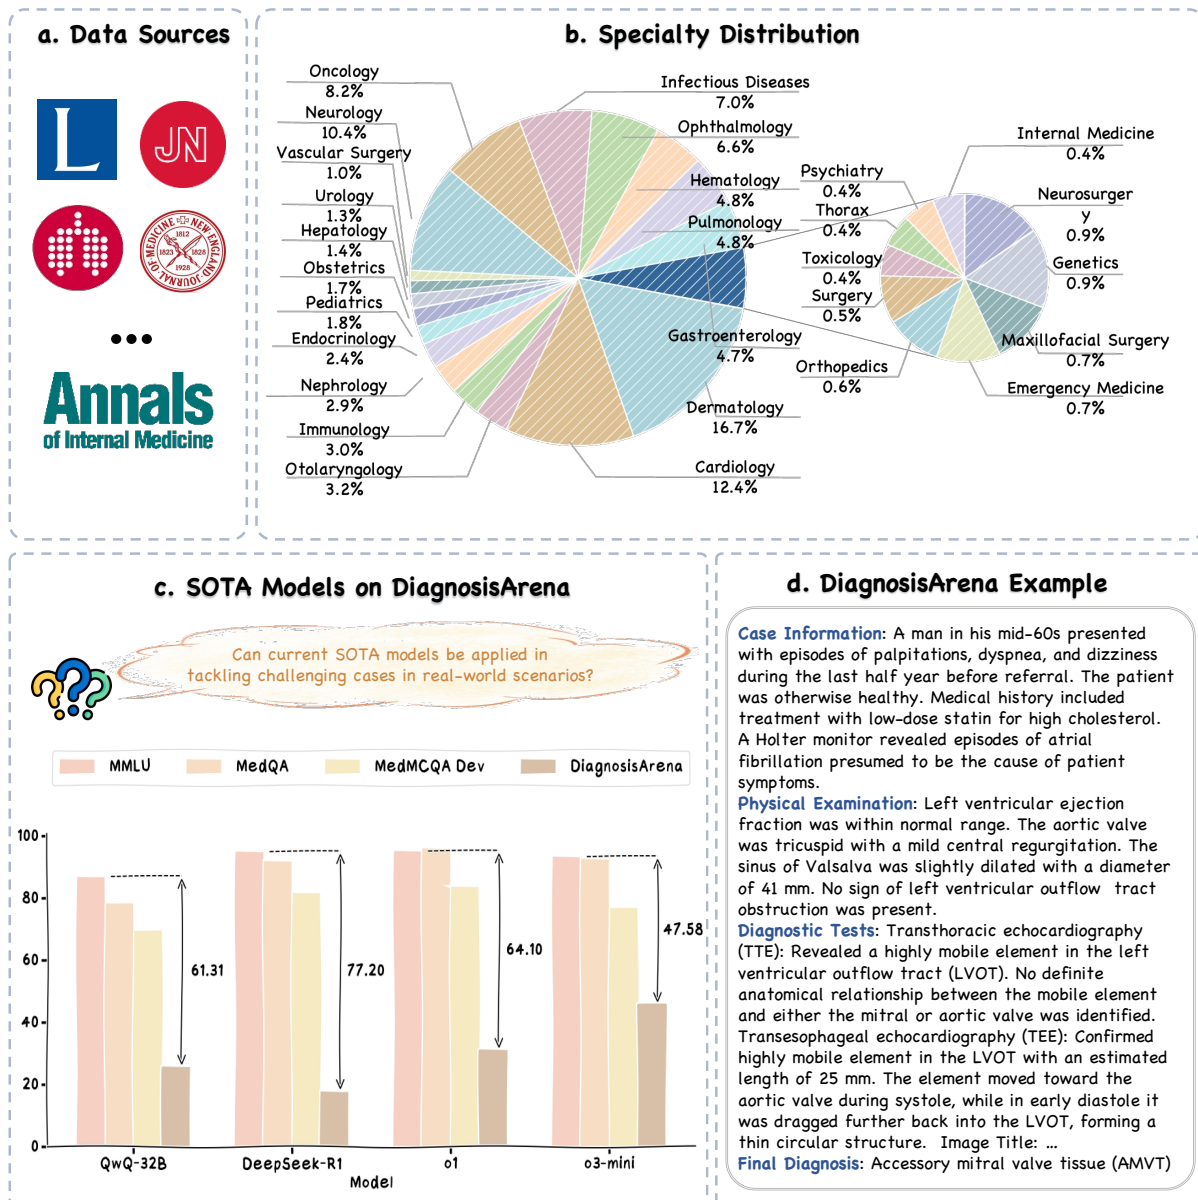 a. Data Sources
L
JN
MEDICINE NEW ENGLAND JOURNAL OF
1812
1823 1828
1928
...
Annals
of Internal Medicine
b. Specialty Distribution
Oncology
8.2%
Neurology
10.4%
Vascular Surgery
1.0%
Urology
1.3%
Hepatology
1.4%
Obstetrics
1.7%
Pediatrics
1.8%
Endocrinology
2.4%
Nephrology
2.9%
Immunology
3.0%
Otolaryngology
3.2%
Infectious Diseases
7.0%
Ophthalmology
6.6%
Hematology
4.8%
Pulmonology
4.8%
Gastroenterology
4.7%
Dermatology
16.7%
Cardiology
12.4%
Psychiatry
0.4%
Thorax
0.4%
Toxicology
0.4%
Surgery
0.5%
Orthopedics
0.6%
Internal Medicine
0.4%
Neurosurger
y
0.9%
Genetics
0.9%
Maxillofacial Surgery
0.7%
Emergency Medicine
0.7%
c. SOTA Models on DiagnosisArena
???
Can current SOTA models be applied in
tackling challenging cases in real-world scenarios?
MMLU MedQA MedMCQA Dev DiagnosisArena
100
80
60
40
20
0
61.31
77.20
64.10
47.58
QwQ-32B DeepSeek-R1 o1 o3-mini
Model
d. DiagnosisArena Example
Case Information: A man in his mid-60s presented
with episodes of palpitations, dyspnea, and dizziness
during the last half year before referral. The patient
was otherwise healthy. Medical history included
treatment with low-dose statin for high cholesterol.
A Holter monitor revealed episodes of atrial
fibrillation presumed to be the cause of patient
symptoms.
Physical Examination: Left ventricular ejection
fraction was within normal range. The aortic valve
was tricuspid with a mild central regurgitation. The
sinus of Valsalva was slightly dilated with a diameter
of 41 mm. No sign of left ventricular outflow tract
obstruction was present.
Diagnostic Tests: Transthoracic echocardiography
(TTE): Revealed a highly mobile element in the left
ventricular outflow tract (LVOT). No definite
anatomical relationship between the mobile element
and either the mitral or aortic valve was identified.
Transesophageal echocardiography (TEE): Confirmed
highly mobile element in the LVOT with an estimated
length of 25 mm. The element moved toward the
aortic valve during systole, while in early diastole it
was dragged further back into the LVOT, forming a
thin circular structure. Image Title: ...
Final Diagnosis: Accessory mitral valve tissue (AMVT)